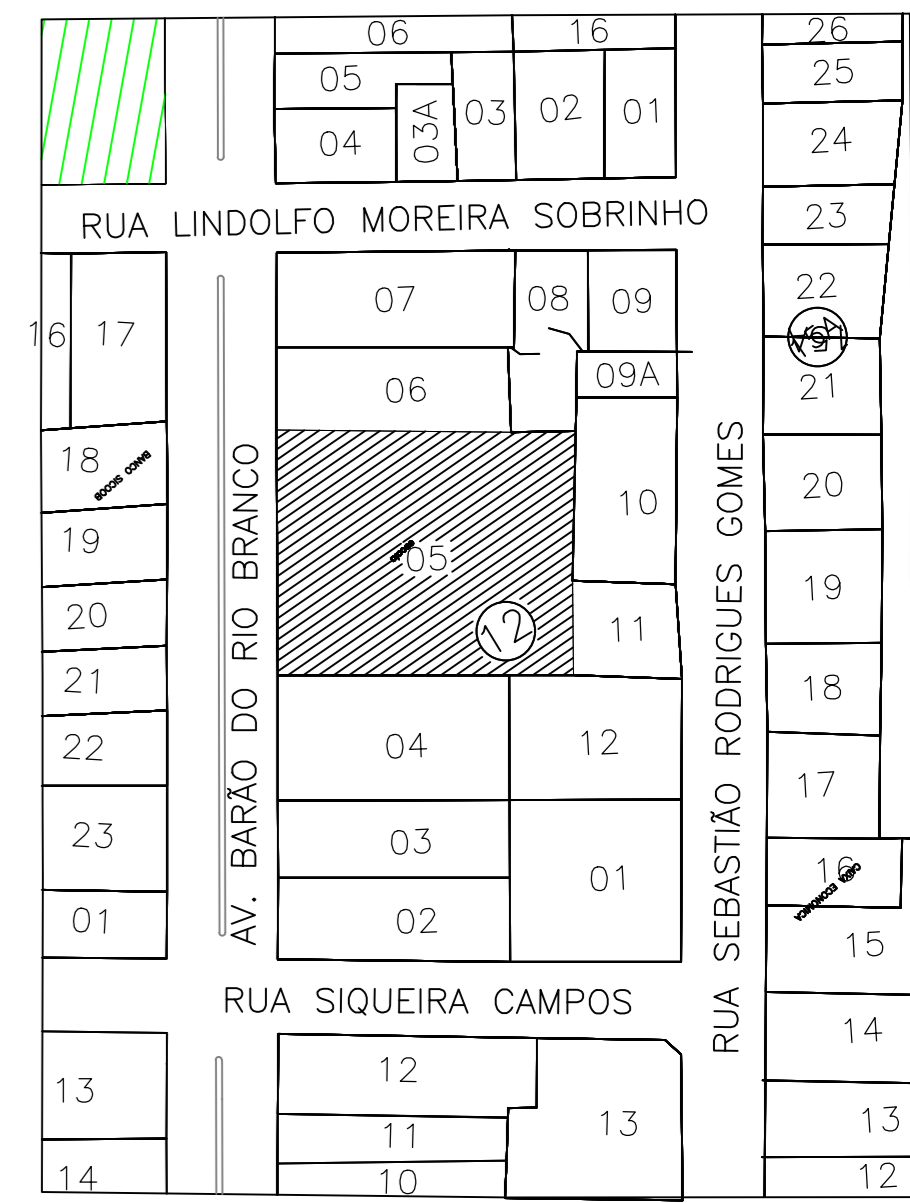 06 16 26
05 03A 03 02 01 25
04 24
RUA LINDOLFO MOREIRA SOBRINHO 23
16 17 07 08 09 22
06 09A 21
18 BANCO SICOOB 10 20
19 05
20 12 11 19
21 18
22 04 12 17
23 03 01 16 CAIXA ECONOMICA
01 02 15
AV. BARÃO DO RIO BRANCO
RUA SEBASTIÃO RODRIGUES GOMES
RUA SIQUEIRA CAMPOS
14
13 12 13 13
11
14 10 12